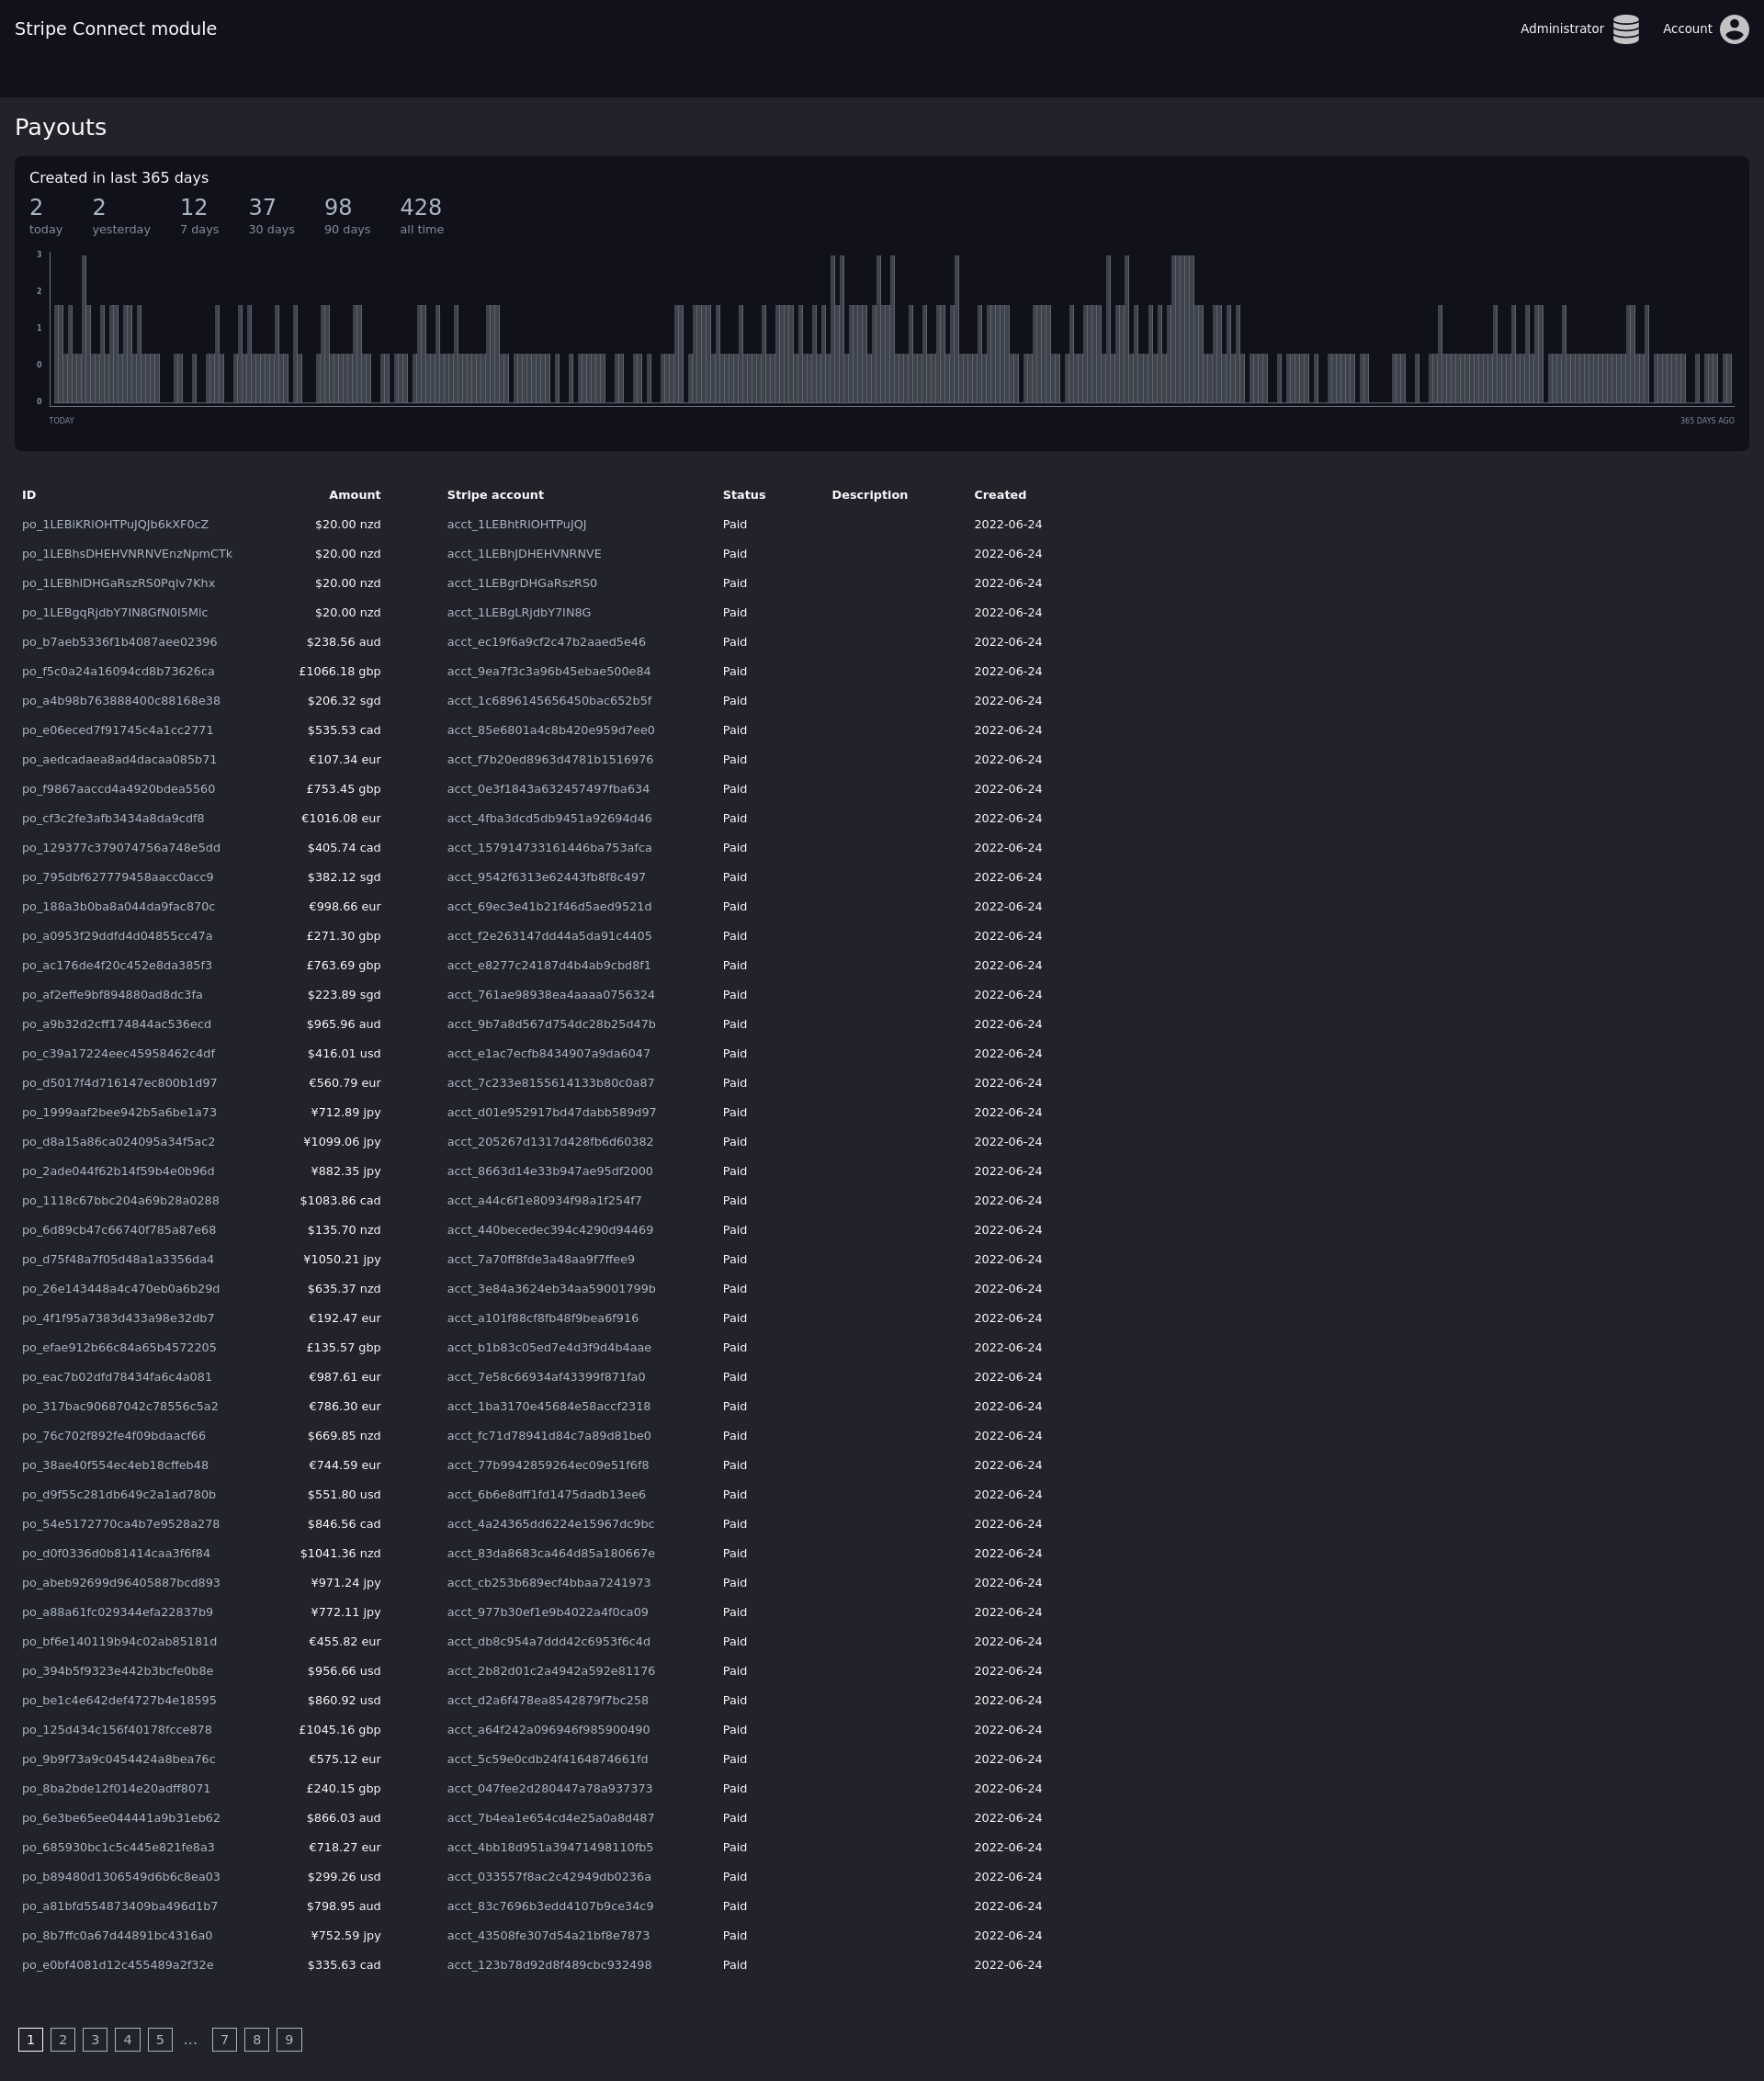 Stripe Connect module
Administrator
Account
Payouts
Created in last 365 days
2 2 12 37 98 428
today yesterday 7 days 30 days 90 days all time
3
2
1
0
0
TODAY 365 DAYS AGO
ID Amount Stripe account Status Description Created
po_1LEBiKRIOHTPuJQJb6kXF0cZ $20.00 nzd acct_1LEBhtRIOHTPuJQJ Paid 2022-06-24
po_1LEBhsDHEHVNRNVEnzNpmCTk $20.00 nzd acct_1LEBhJDHEHVNRNVE Paid 2022-06-24
po_1LEBhIDHGaRszRS0Pqlv7Khx $20.00 nzd acct_1LEBgrDHGaRszRS0 Paid 2022-06-24
po_1LEBgqRjdbY7IN8GfN0I5MIc $20.00 nzd acct_1LEBgLRjdbY7IN8G Paid 2022-06-24
po_b7aeb5336f1b4087aee02396 $238.56 aud acct_ec19f6a9cf2c47b2aaed5e46 Paid 2022-06-24
po_f5c0a24a16094cd8b73626ca £1066.18 gbp acct_9ea7f3c3a96b45ebae500e84 Paid 2022-06-24
po_a4b98b763888400c88168e38 $206.32 sgd acct_1c6896145656450bac652b5f Paid 2022-06-24
po_e06eced7f91745c4a1cc2771 $535.53 cad acct_85e6801a4c8b420e959d7ee0 Paid 2022-06-24
po_aedcadaea8ad4dacaa085b71 €107.34 eur acct_f7b20ed8963d4781b1516976 Paid 2022-06-24
po_f9867aaccd4a4920bdea5560 £753.45 gbp acct_0e3f1843a632457497fba634 Paid 2022-06-24
po_cf3c2fe3afb3434a8da9cdf8 €1016.08 eur acct_4fba3dcd5db9451a92694d46 Paid 2022-06-24
po_129377c379074756a748e5dd $405.74 cad acct_157914733161446ba753afca Paid 2022-06-24
po_795dbf627779458aacc0acc9 $382.12 sgd acct_9542f6313e62443fb8f8c497 Paid 2022-06-24
po_188a3b0ba8a044da9fac870c €998.66 eur acct_69ec3e41b21f46d5aed9521d Paid 2022-06-24
po_a0953f29ddfd4d04855cc47a £271.30 gbp acct_f2e263147dd44a5da91c4405 Paid 2022-06-24
po_ac176de4f20c452e8da385f3 £763.69 gbp acct_e8277c24187d4b4ab9cbd8f1 Paid 2022-06-24
po_af2effe9bf894880ad8dc3fa $223.89 sgd acct_761ae98938ea4aaaa0756324 Paid 2022-06-24
po_a9b32d2cff174844ac536ecd $965.96 aud acct_9b7a8d567d754dc28b25d47b Paid 2022-06-24
po_c39a17224eec45958462c4df $416.01 usd acct_e1ac7ecfb8434907a9da6047 Paid 2022-06-24
po_d5017f4d716147ec800b1d97 €560.79 eur acct_7c233e8155614133b80c0a87 Paid 2022-06-24
po_1999aaf2bee942b5a6be1a73 ¥712.89 jpy acct_d01e952917bd47dabb589d97 Paid 2022-06-24
po_d8a15a86ca024095a34f5ac2 ¥1099.06 jpy acct_205267d1317d428fb6d60382 Paid 2022-06-24
po_2ade044f62b14f59b4e0b96d ¥882.35 jpy acct_8663d14e33b947ae95df2000 Paid 2022-06-24
po_1118c67bbc204a69b28a0288 $1083.86 cad acct_a44c6f1e80934f98a1f254f7 Paid 2022-06-24
po_6d89cb47c66740f785a87e68 $135.70 nzd acct_440becedec394c4290d94469 Paid 2022-06-24
po_d75f48a7f05d48a1a3356da4 ¥1050.21 jpy acct_7a70ff8fde3a48aa9f7ffee9 Paid 2022-06-24
po_26e143448a4c470eb0a6b29d $635.37 nzd acct_3e84a3624eb34aa59001799b Paid 2022-06-24
po_4f1f95a7383d433a98e32db7 €192.47 eur acct_a101f88cf8fb48f9bea6f916 Paid 2022-06-24
po_efae912b66c84a65b4572205 £135.57 gbp acct_b1b83c05ed7e4d3f9d4b4aae Paid 2022-06-24
po_eac7b02dfd78434fa6c4a081 €987.61 eur acct_7e58c66934af43399f871fa0 Paid 2022-06-24
po_317bac90687042c78556c5a2 €786.30 eur acct_1ba3170e45684e58accf2318 Paid 2022-06-24
po_76c702f892fe4f09bdaacf66 $669.85 nzd acct_fc71d78941d84c7a89d81be0 Paid 2022-06-24
po_38ae40f554ec4eb18cffeb48 €744.59 eur acct_77b9942859264ec09e51f6f8 Paid 2022-06-24
po_d9f55c281db649c2a1ad780b $551.80 usd acct_6b6e8dff1fd1475dadb13ee6 Paid 2022-06-24
po_54e5172770ca4b7e9528a278 $846.56 cad acct_4a24365dd6224e15967dc9bc Paid 2022-06-24
po_d0f0336d0b81414caa3f6f84 $1041.36 nzd acct_83da8683ca464d85a180667e Paid 2022-06-24
po_abeb92699d96405887bcd893 ¥971.24 jpy acct_cb253b689ecf4bbaa7241973 Paid 2022-06-24
po_a88a61fc029344efa22837b9 ¥772.11 jpy acct_977b30ef1e9b4022a4f0ca09 Paid 2022-06-24
po_bf6e140119b94c02ab85181d €455.82 eur acct_db8c954a7ddd42c6953f6c4d Paid 2022-06-24
po_394b5f9323e442b3bcfe0b8e $956.66 usd acct_2b82d01c2a4942a592e81176 Paid 2022-06-24
po_be1c4e642def4727b4e18595 $860.92 usd acct_d2a6f478ea8542879f7bc258 Paid 2022-06-24
po_125d434c156f40178fcce878 £1045.16 gbp acct_a64f242a096946f985900490 Paid 2022-06-24
po_9b9f73a9c0454424a8bea76c €575.12 eur acct_5c59e0cdb24f4164874661fd Paid 2022-06-24
po_8ba2bde12f014e20adff8071 £240.15 gbp acct_047fee2d280447a78a937373 Paid 2022-06-24
po_6e3be65ee044441a9b31eb62 $866.03 aud acct_7b4ea1e654cd4e25a0a8d487 Paid 2022-06-24
po_685930bc1c5c445e821fe8a3 €718.27 eur acct_4bb18d951a39471498110fb5 Paid 2022-06-24
po_b89480d1306549d6b6c8ea03 $299.26 usd acct_033557f8ac2c42949db0236a Paid 2022-06-24
po_a81bfd554873409ba496d1b7 $798.95 aud acct_83c7696b3edd4107b9ce34c9 Paid 2022-06-24
po_8b7ffc0a67d44891bc4316a0 ¥752.59 jpy acct_43508fe307d54a21bf8e7873 Paid 2022-06-24
po_e0bf4081d12c455489a2f32e $335.63 cad acct_123b78d92d8f489cbc932498 Paid 2022-06-24
1 2 3 4 5 ... 7 8 9